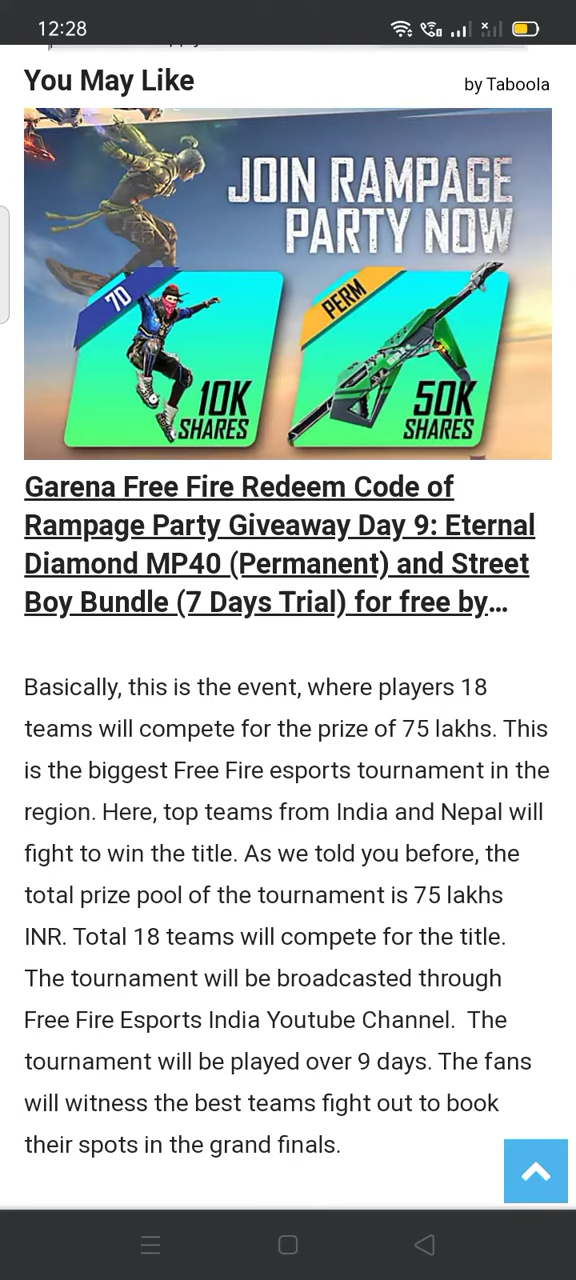 12:28
You May Like
by Taboola
JOIN RAMPAGE
PARTY NOW
7D
10K
SHARES
PERM
50K
SHARES
Garena Free Fire Redeem Code of
Rampage Party Giveaway Day 9: Eternal
Diamond MP40 (Permanent) and Street
Boy Bundle (7 Days Trial) for free by...
Basically, this is the event, where players 18
teams will compete for the prize of 75 lakhs. This
is the biggest Free Fire esports tournament in the
region. Here, top teams from India and Nepal will
fight to win the title. As we told you before, the
total prize pool of the tournament is 75 lakhs
INR. Total 18 teams will compete for the title.
The tournament will be broadcasted through
Free Fire Esports India Youtube Channel.  The
tournament will be played over 9 days. The fans
will witness the best teams fight out to book
their spots in the grand finals.